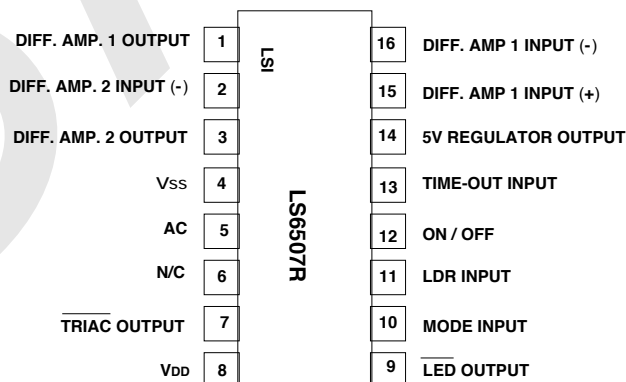 DIFF. AMP. 1 OUTPUT 1 LSI 16 DIFF. AMP 1 INPUT (-)
DIFF. AMP. 2 INPUT (-) 2 15 DIFF. AMP 1 INPUT (+)
DIFF. AMP. 2 OUTPUT 3 14 5V REGULATOR OUTPUT
VSS 4 LS6507R 13 TIME-OUT INPUT
AC 5 12 ON / OFF
N/C 6 11 LDR INPUT
TRIAC OUTPUT 7 10 MODE INPUT
VDD 8 9 LED OUTPUT